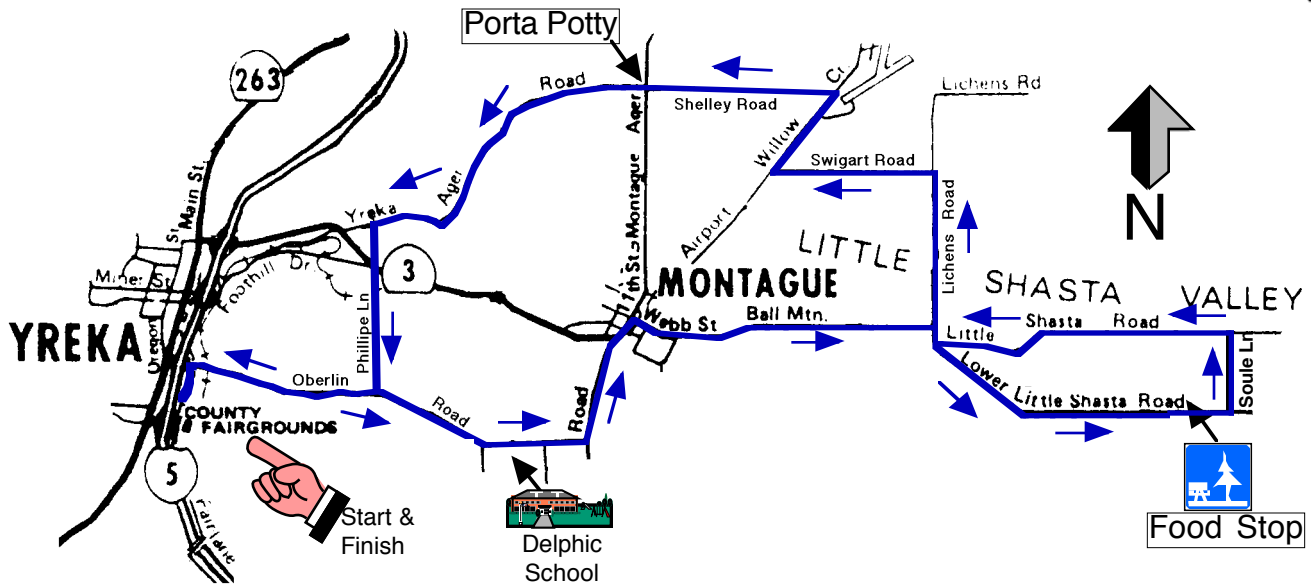 Porta Potty
263
Road
Ager
Shelley Road
Cr.
Lichens Rd
Willow
Swigart Road
N
St
Main St.
Ager
Yreka
11th St.
Montague
Airport
LITTLE
Lichens Road
Miner St
Foothill Dr.
3
MONTAGUE
SHASTA
VALLEY
Webb St
Ball Mtn.
Little
Shasta Road
YREKA
Oregon
Phillipe Ln
Soule Ln
Oberlin
Road
Road
Lower
Little Shasta Road
COUNTY
FAIRGROUNDS
5
Start &
Finish
Delphic
School
Food Stop
Fairlane